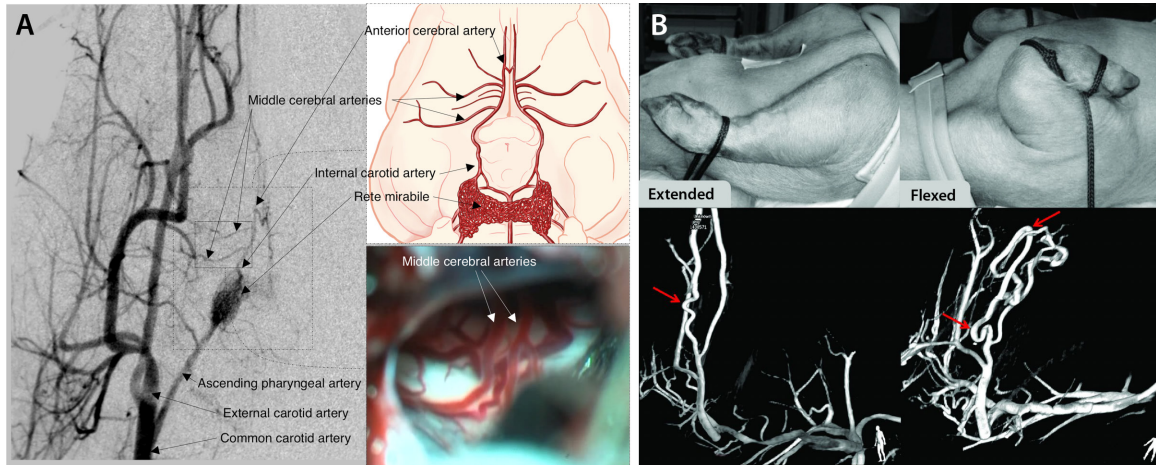 A
Anterior cerebral artery
Middle cerebral arteries
Internal carotid artery
Rete mirabile
Middle cerebral arteries
Ascending pharyngeal artery
External carotid artery
Common carotid artery
B
Extended
Flexed